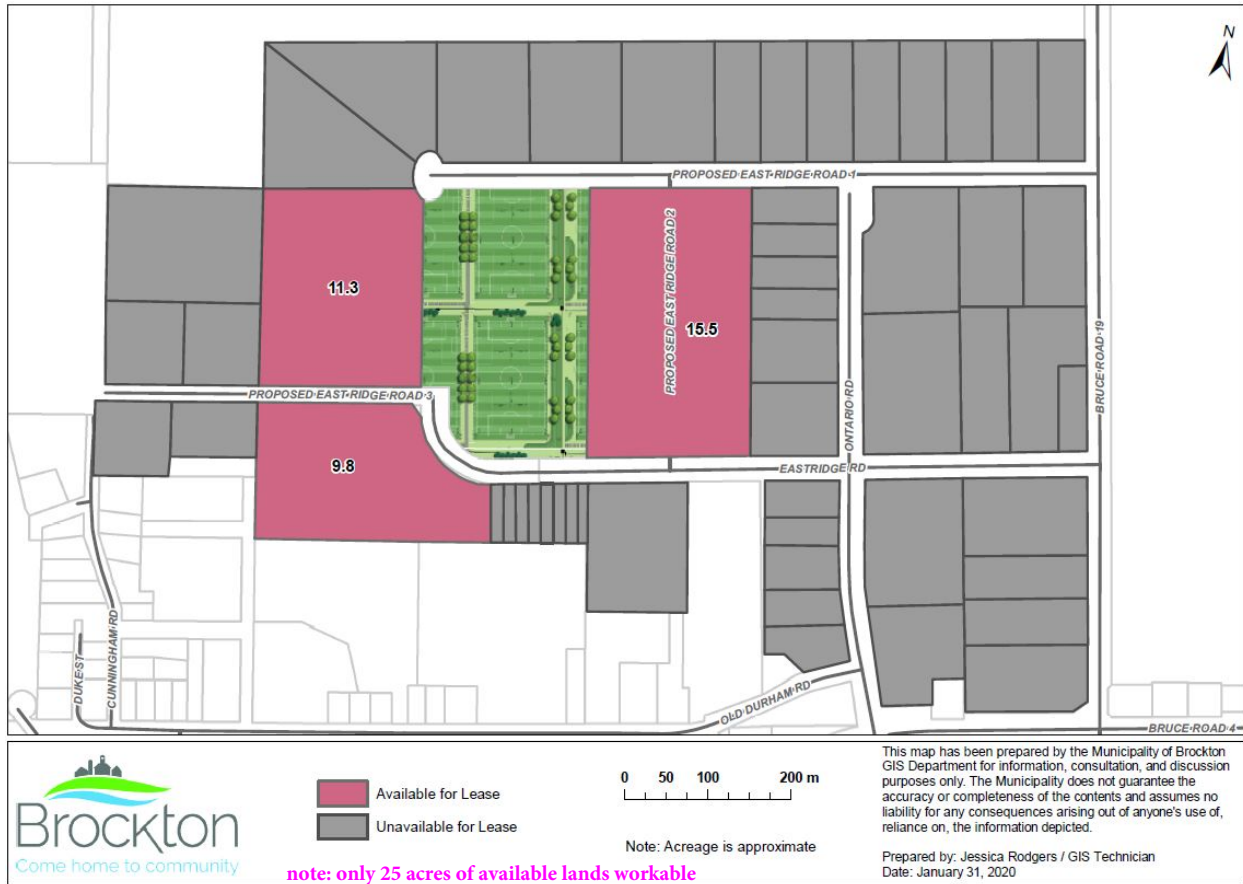 N
PROPOSED EAST RIDGE ROAD 1
PROPOSED EAST RIDGE ROAD 2
11.3
15.5
PROPOSED EAST RIDGE ROAD 3
9.8
EASTRIDGE RD
ONTARIO RD
BRUCE ROAD 19
DUKE ST
CUNNINGHAM RD
OLD DURHAM RD
BRUCE ROAD 4
Brockton
Come home to community
Available for Lease
Unavailable for Lease
note: only 25 acres of available lands workable
0 50 100 200 m
Note: Acreage is approximate
This map has been prepared by the Municipality of Brockton
GIS Department for information, consultation, and discussion
purposes only. The Municipality does not guarantee the
accuracy or completeness of the contents and assumes no
liability for any consequences arising out of anyone's use of,
reliance on, the information depicted.
Prepared by: Jessica Rodgers / GIS Technician
Date: January 31, 2020